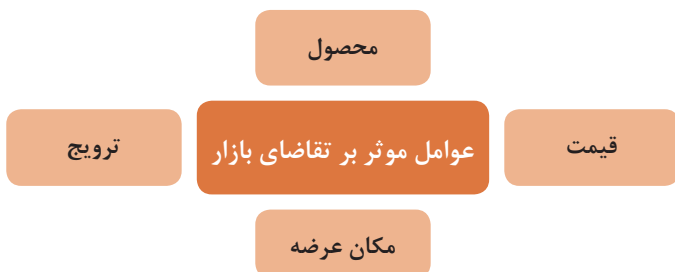 محصول
قیمت
عوامل موثر بر تقاضای بازار
ترویج
مکان عرضه